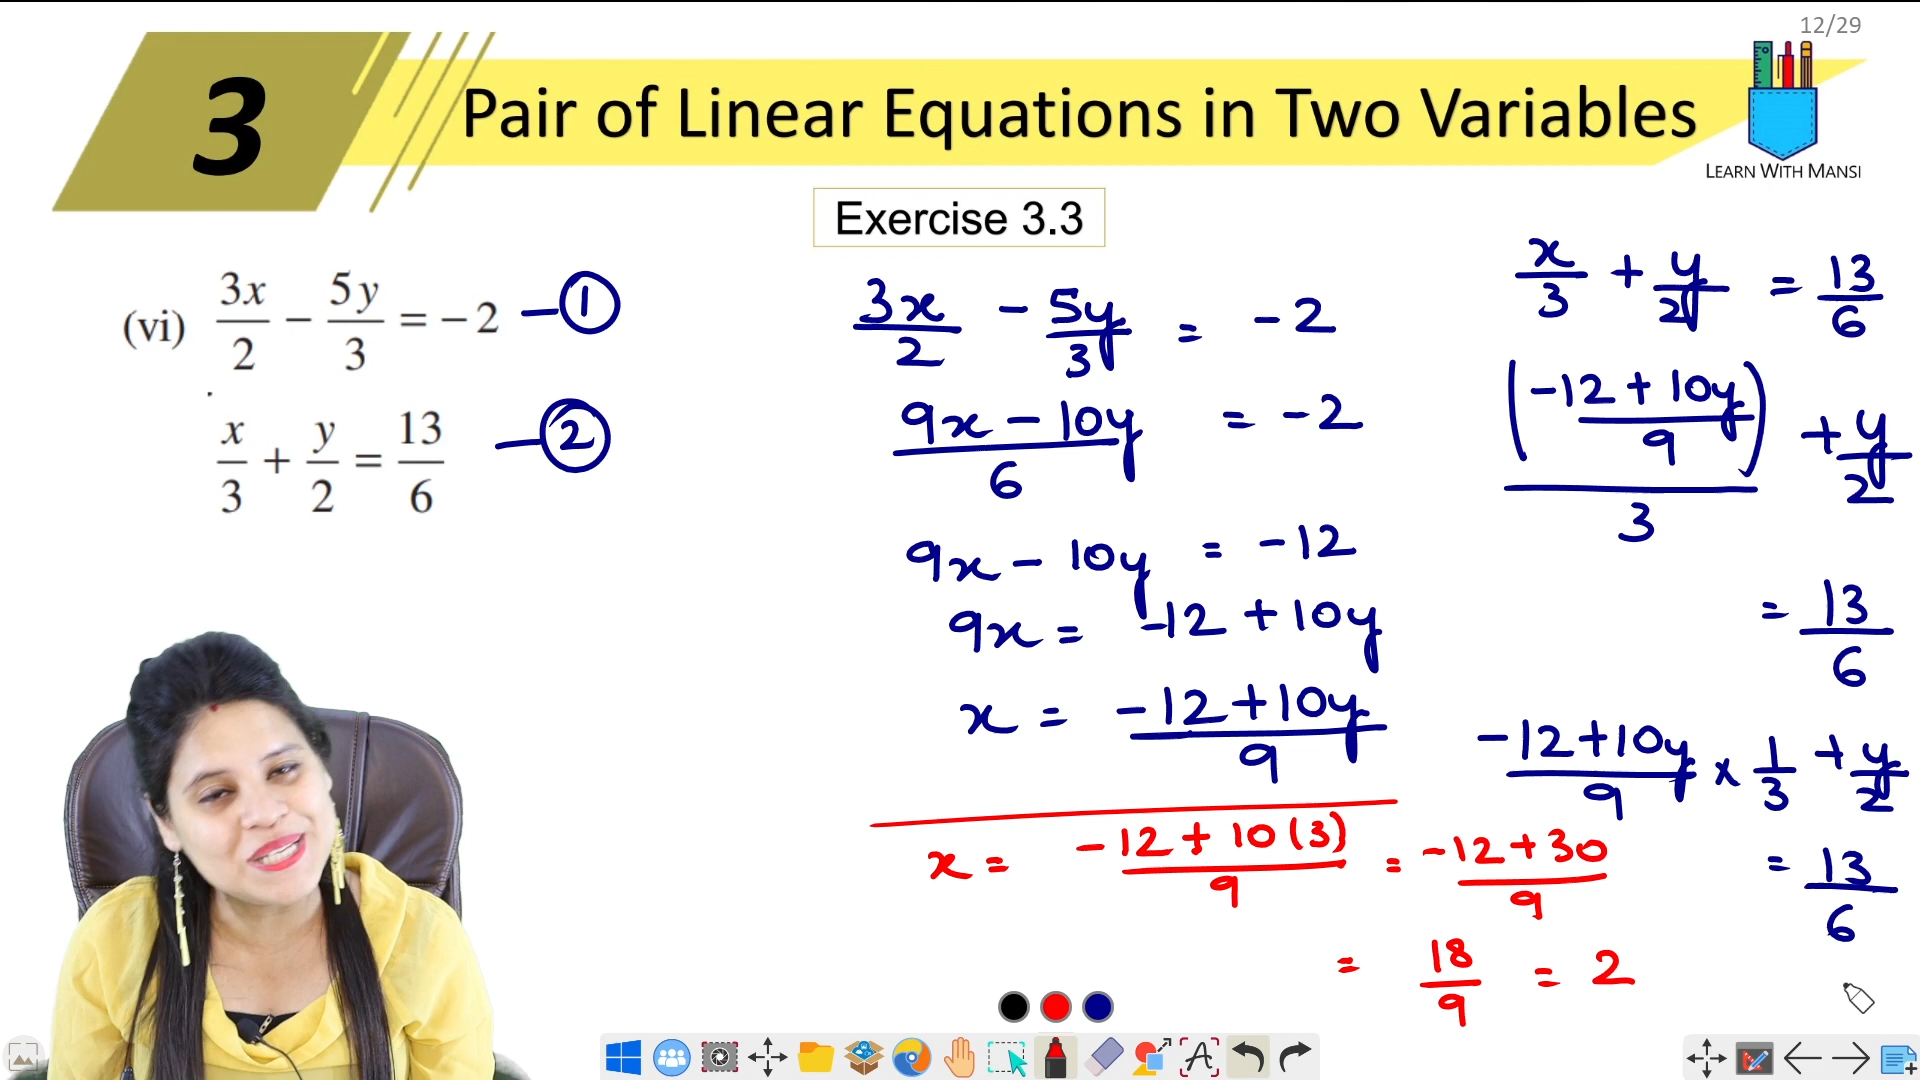 12/29
3
Pair of Linear Equations in Two Variables
LEARN WITH MANSI
Exercise 3.3
(vi) 3x/2 − 5y/3 = −2 —①
x/3 + y/2 = 13/6 —②
3x/2 − 5y/3 = −2
(9x − 10y)/6 = −2
9x − 10y = −12
9x = −12 + 10y
x = (−12 + 10y)/9
x = (−12 + 10(3))/9 = (−12 + 30)/9
= 18/9 = 2
x/3 + y/2 = 13/6
((−12 + 10y)/9)/3 + y/2
= 13/6
(−12 + 10y)/9 × 1/3 + y/2
= 13/6